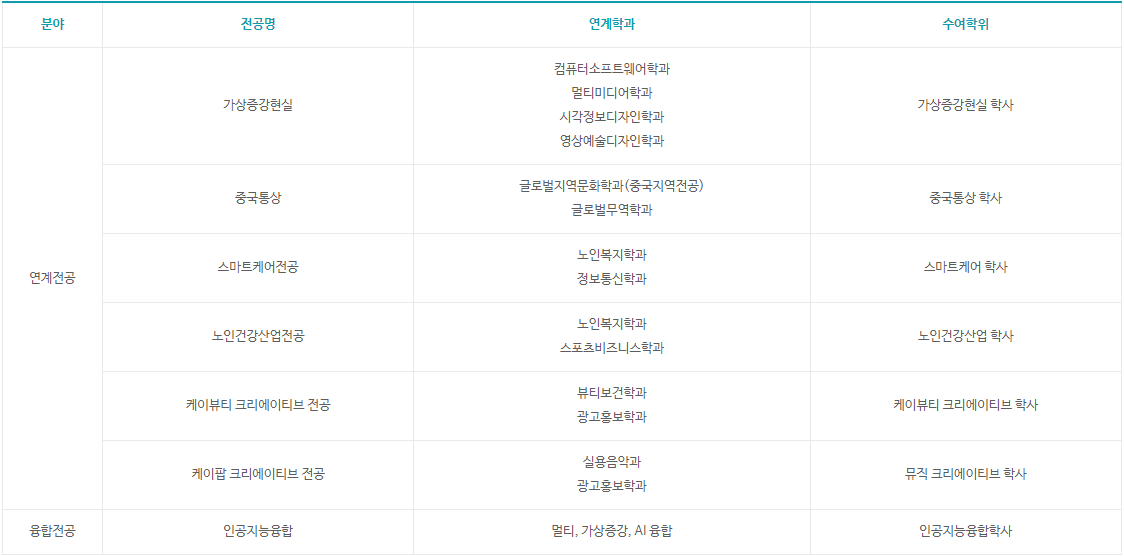 분야 전공명 연계학과 수여학위
연계전공
가상증강현실
컴퓨터소프트웨어학과
멀티미디어학과
시각정보디자인학과
영상예술디자인학과
가상증강현실 학사
중국통상
글로벌지역문화학과(중국지역전공)
글로벌무역학과
중국통상 학사
스마트케어전공
노인복지학과
정보통신학과
스마트케어 학사
노인건강산업전공
노인복지학과
스포츠비즈니스학과
노인건강산업 학사
케이뷰티 크리에이티브 전공
뷰티보건학과
광고홍보학과
케이뷰티 크리에이티브 학사
케이팝 크리에이티브 전공
실용음악과
광고홍보학과
뮤직 크리에이티브 학사
융합전공 인공지능융합 멀티, 가상증강, AI 융합 인공지능융합학사